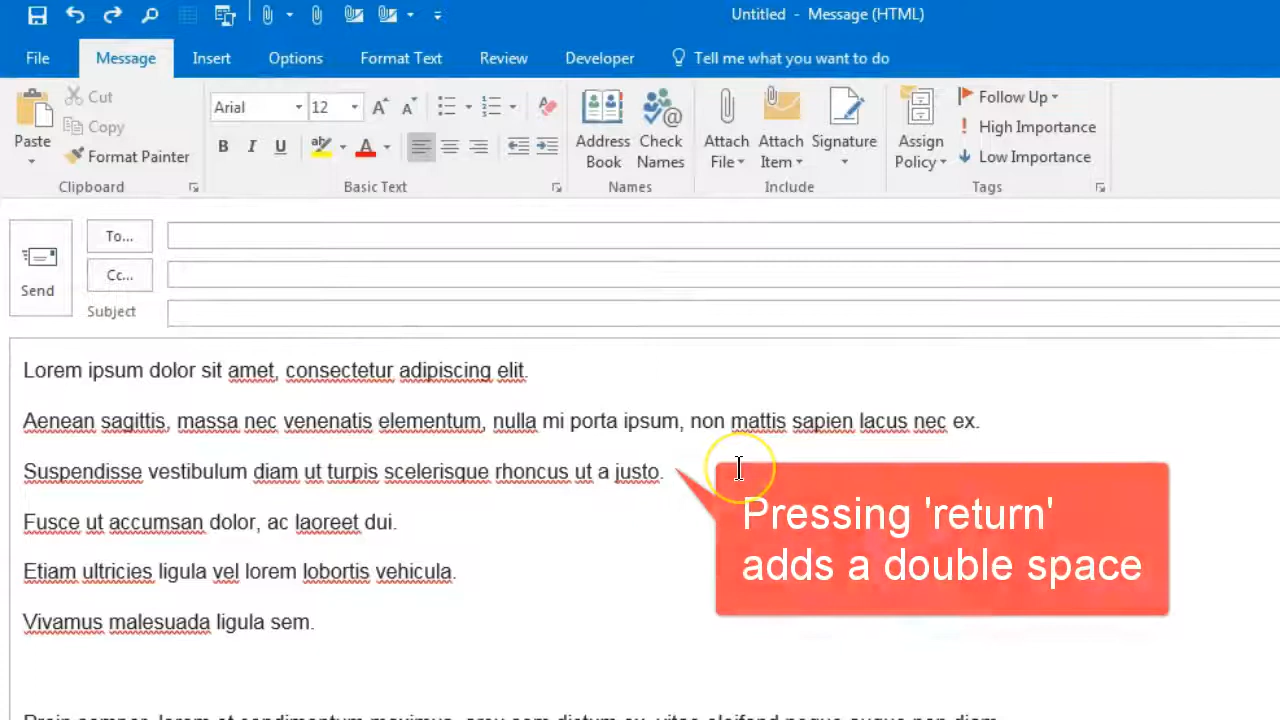 Untitled - Message (HTML)
File Message Insert Options Format Text Review Developer Tell me what you want to do
Paste
Cut
Copy
Format Painter
Clipboard
Arial 12
B I U ab A
Basic Text
Address Book
Check Names
Names
Attach File
Attach Item
Signature
Include
Assign Policy
Follow Up
High Importance
Low Importance
Tags
Send
To...
Cc...
Subject
Lorem ipsum dolor sit amet, consectetur adipiscing elit.
Aenean sagittis, massa nec venenatis elementum, nulla mi porta ipsum, non mattis sapien lacus nec ex.
Suspendisse vestibulum diam ut turpis scelerisque rhoncus ut a justo.
Fusce ut accumsan dolor, ac laoreet dui.
Etiam ultricies ligula vel lorem lobortis vehicula.
Vivamus malesuada ligula sem.
Pressing 'return'
adds a double space